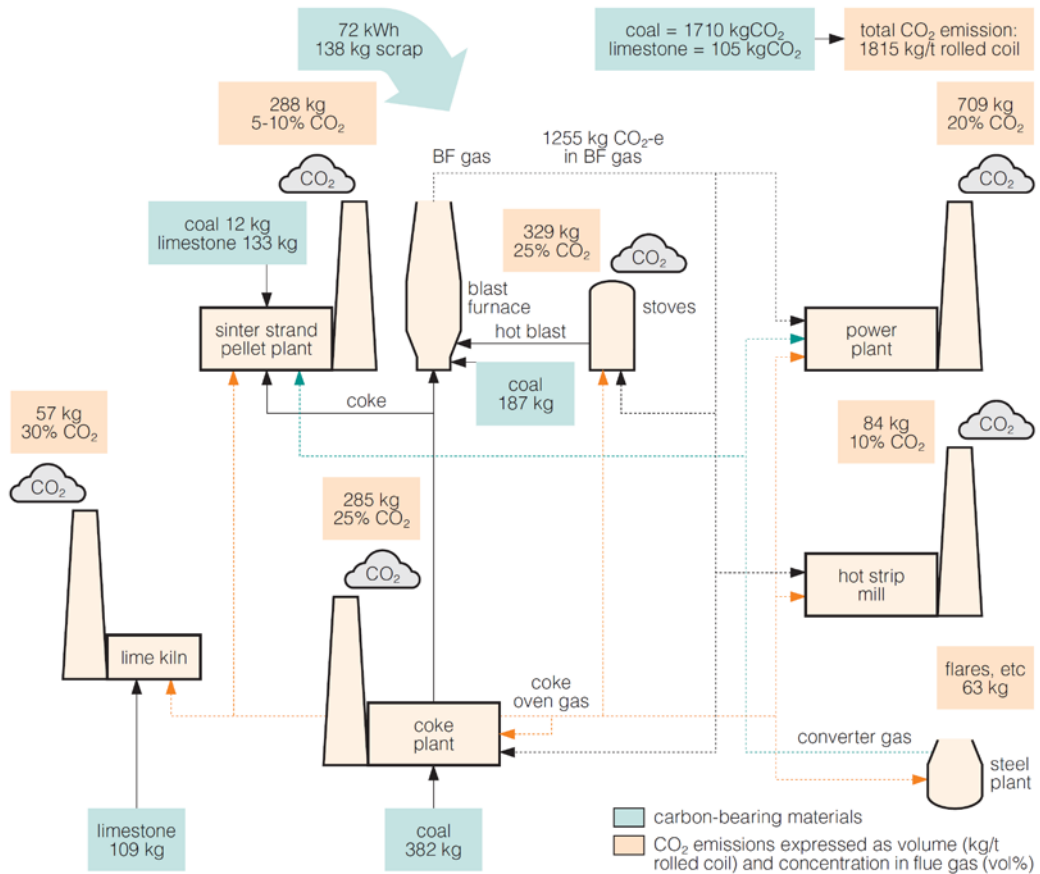 72 kWh
138 kg scrap
coal = 1710 kgCO₂
limestone = 105 kgCO₂
total CO₂ emission:
1815 kg/t rolled coil
288 kg
5-10% CO₂
709 kg
20% CO₂
BF gas
1255 kg CO₂-e
in BF gas
CO₂
CO₂
coal 12 kg
limestone 133 kg
329 kg
25% CO₂
CO₂
blast
furnace
stoves
sinter strand
pellet plant
hot blast
power
plant
coal
187 kg
coke
57 kg
30% CO₂
84 kg
10% CO₂
CO₂
CO₂
285 kg
25% CO₂
CO₂
hot strip
mill
lime kiln
flares, etc
63 kg
coke
oven gas
coke
plant
converter gas
steel
plant
limestone
109 kg
coal
382 kg
carbon-bearing materials
CO₂ emissions expressed as volume (kg/t
rolled coil) and concentration in flue gas (vol%)